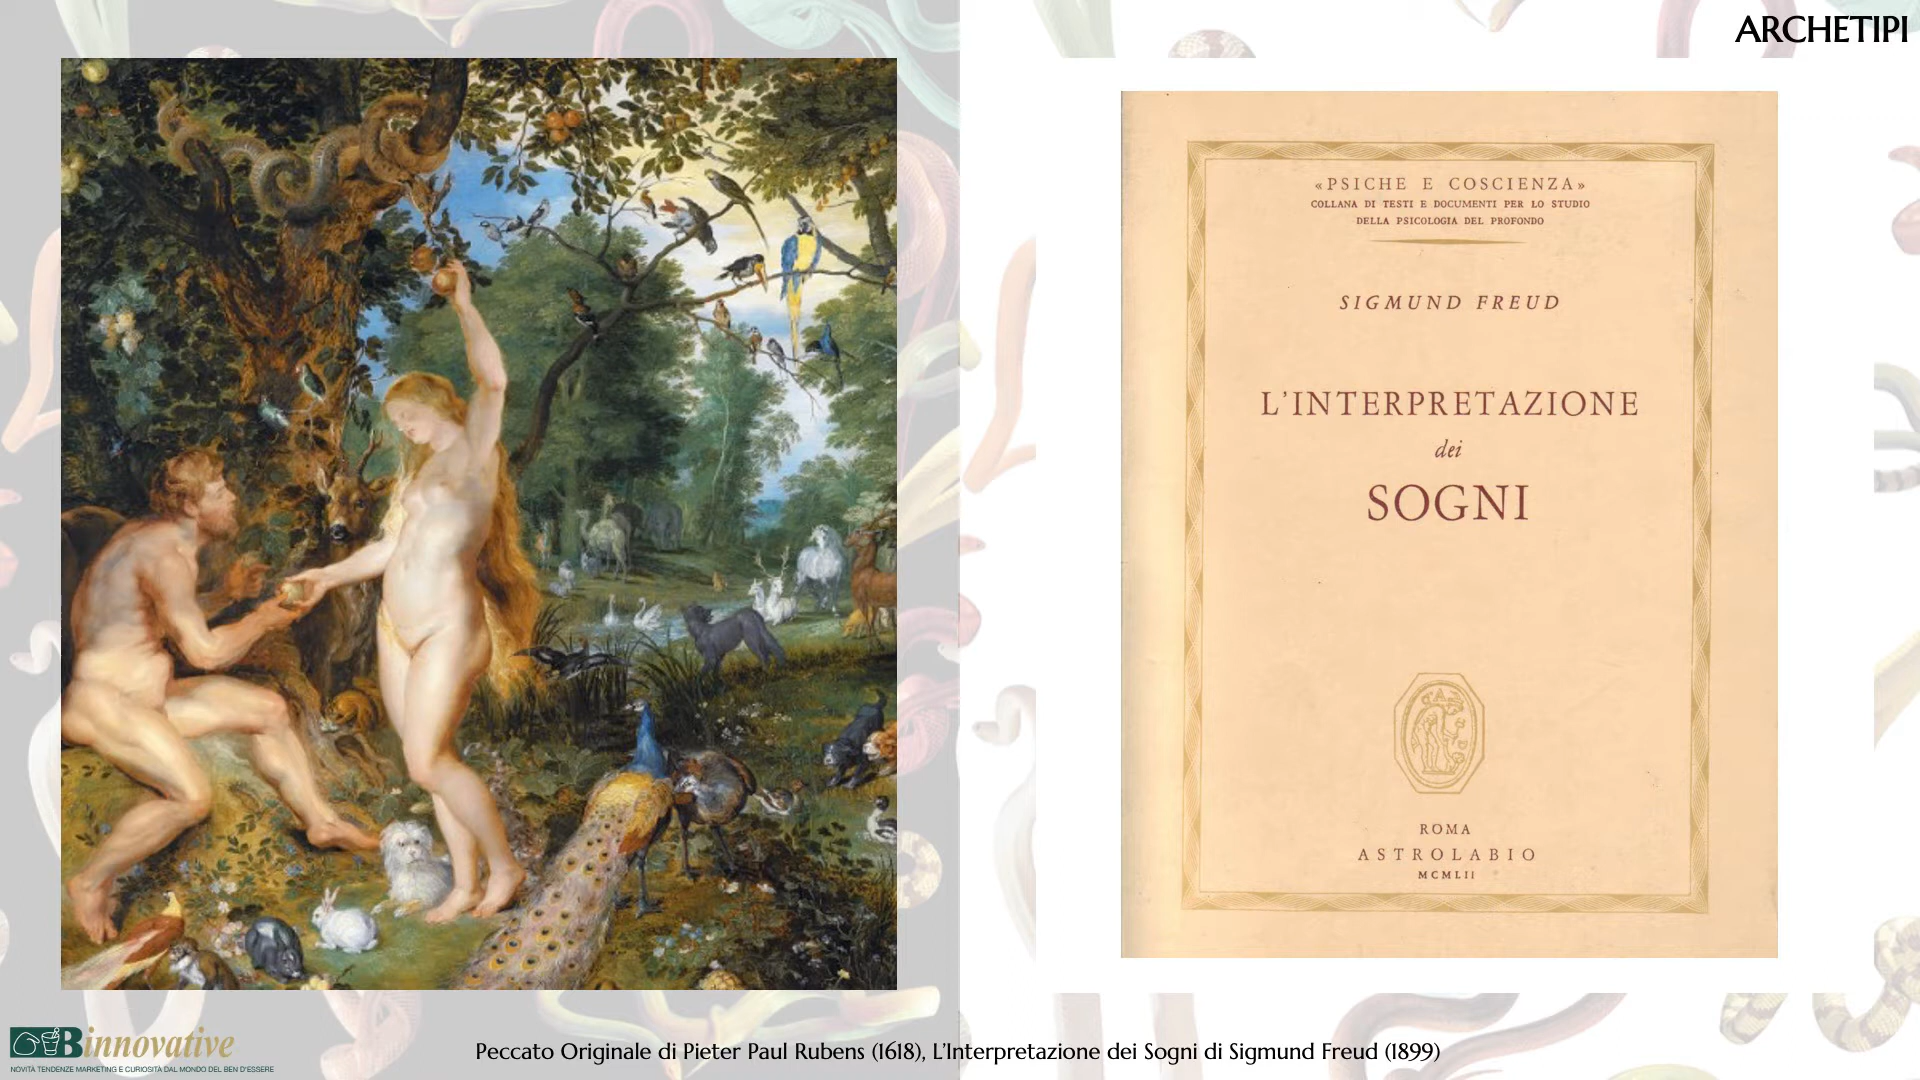 ARCHETIPI
«PSICHE E COSCIENZA»
COLLANA DI TESTI E DOCUMENTI PER LO STUDIO
DELLA PSICOLOGIA DEL PROFONDO
SIGMUND FREUD
L'INTERPRETAZIONE
dei
SOGNI
ROMA
ASTROLABIO
MCMLII
Binnovative
NOVITÀ TENDENZE MARKETING E CURIOSITÀ DAL MONDO DEL BEN D'ESSERE
Peccato Originale di Pieter Paul Rubens (1618), L'Interpretazione dei Sogni di Sigmund Freud (1899)